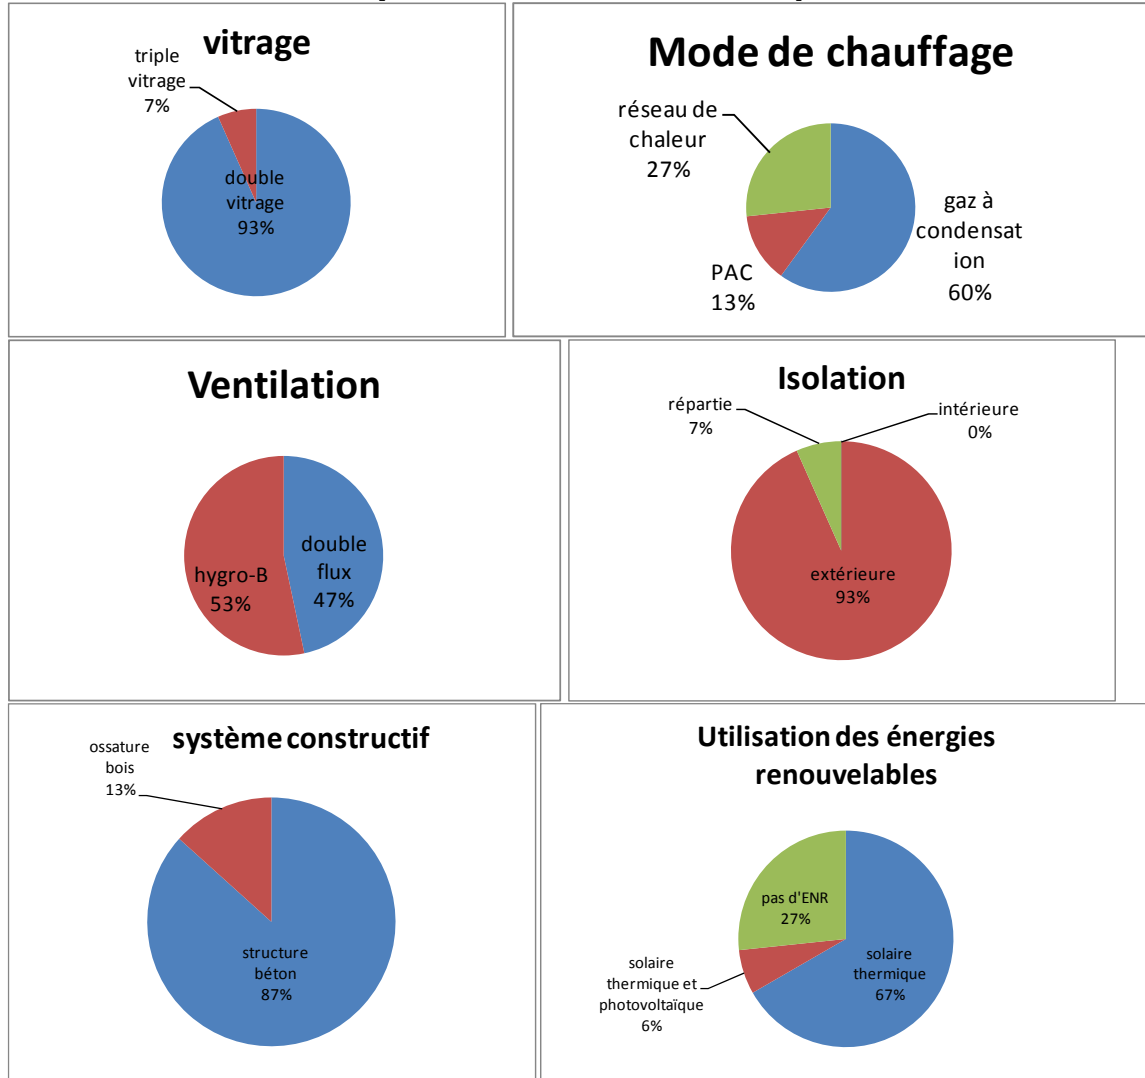 vitrage
triple
vitrage
7%
double
vitrage
93%
Mode de chauffage
réseau de
chaleur
27%
gaz à
condensat
ion
60%
PAC
13%
Ventilation
hygro-B
53%
double
flux
47%
Isolation
répartie
7%
intérieure
0%
extérieure
93%
système constructif
ossature
bois
13%
structure
béton
87%
Utilisation des énergies
renouvelables
pas d'ENR
27%
solaire
thermique et
photovoltaïque
6%
solaire
thermique
67%